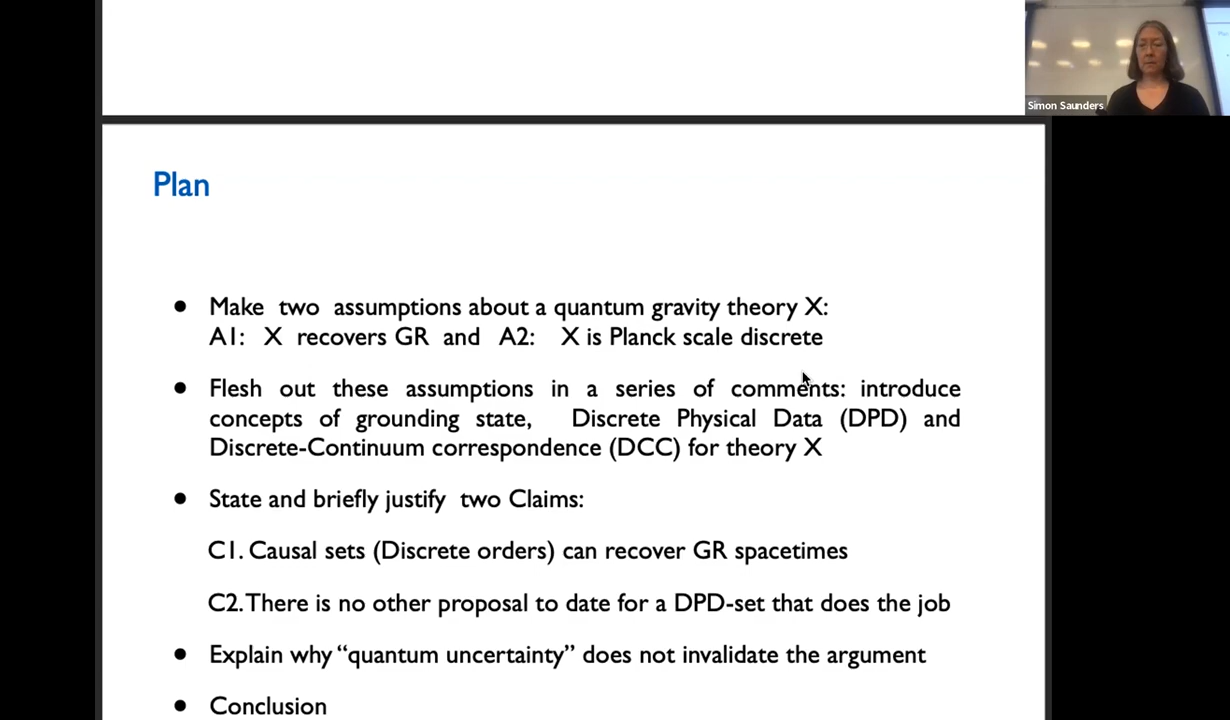 Simon Saunders
Plan
● Make two assumptions about a quantum gravity theory X:
A1: X recovers GR and A2: X is Planck scale discrete
● Flesh out these assumptions in a series of comments: introduce
concepts of grounding state, Discrete Physical Data (DPD) and
Discrete-Continuum correspondence (DCC) for theory X
● State and briefly justify two Claims:
C1. Causal sets (Discrete orders) can recover GR spacetimes
C2.There is no other proposal to date for a DPD-set that does the job
● Explain why “quantum uncertainty” does not invalidate the argument
● Conclusion